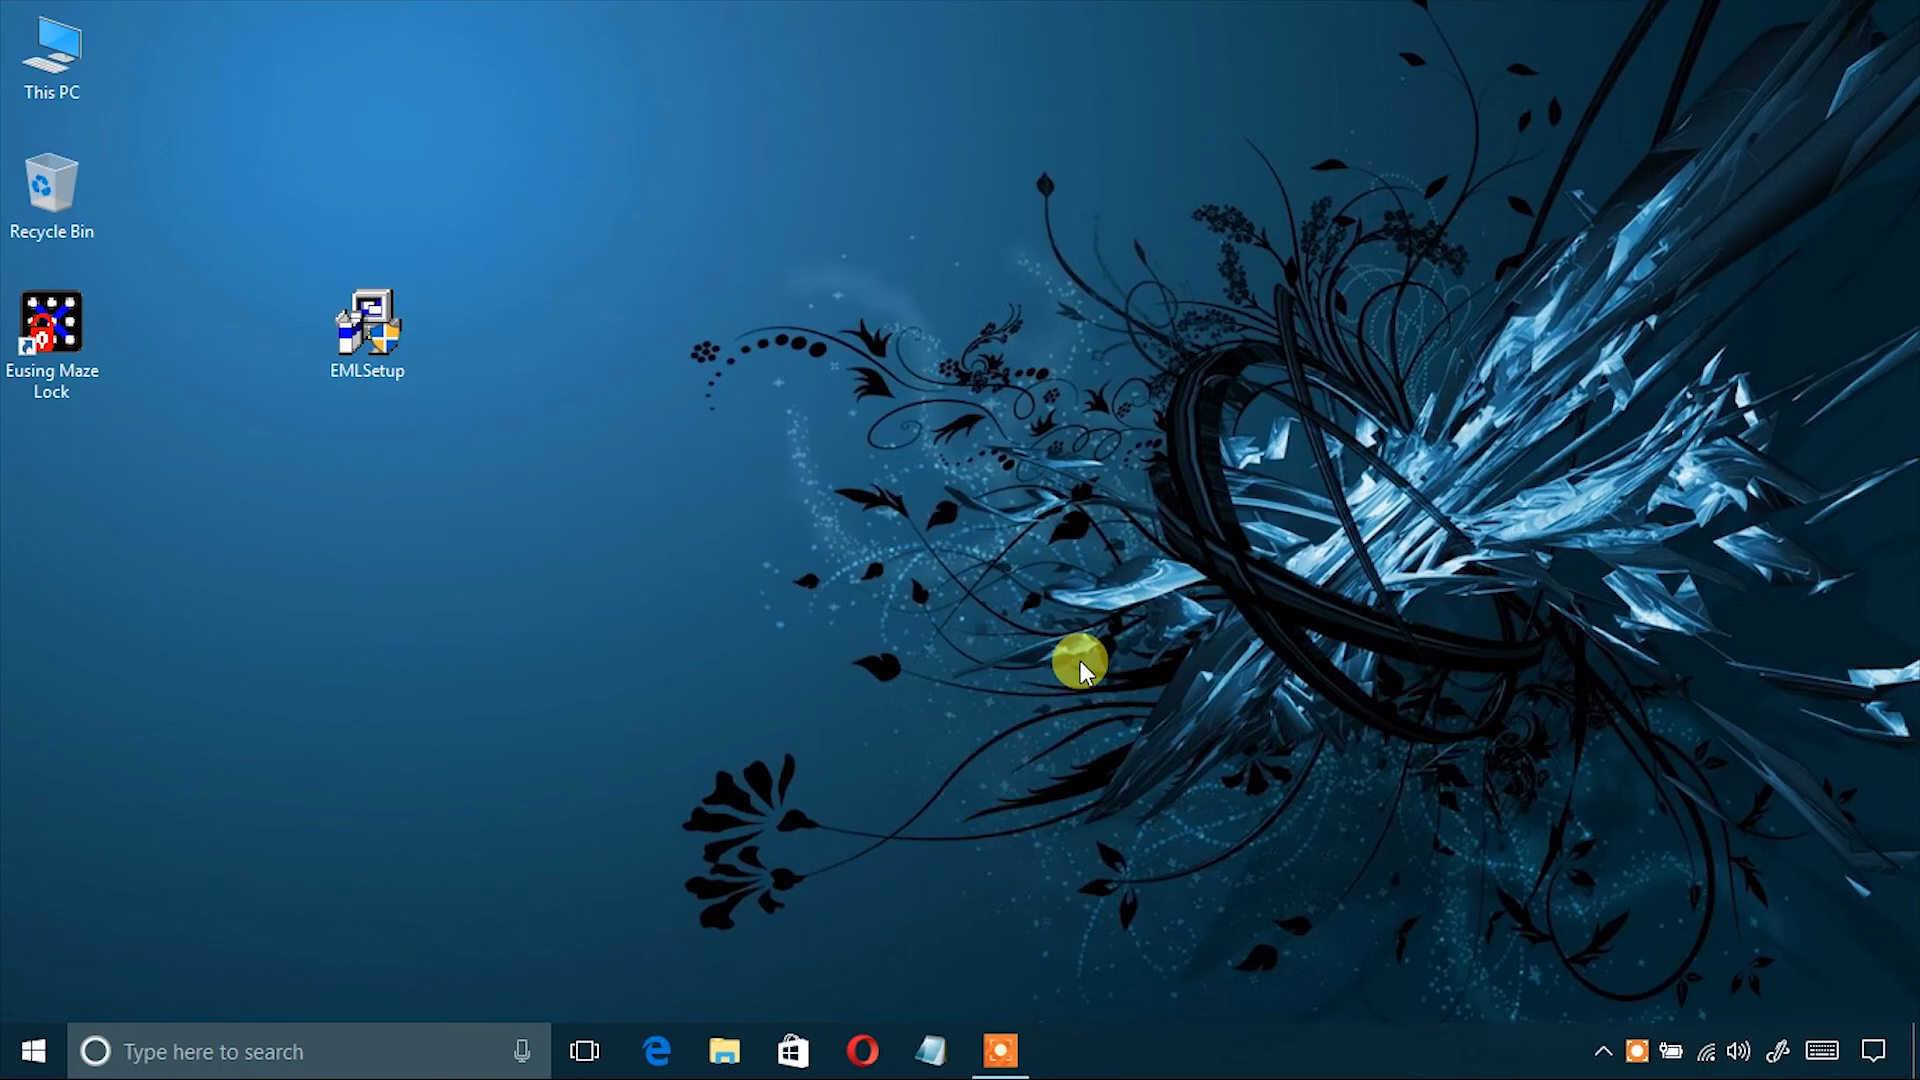 This PC
Recycle Bin
Eusing Maze
Lock
EMLSetup
Type here to search